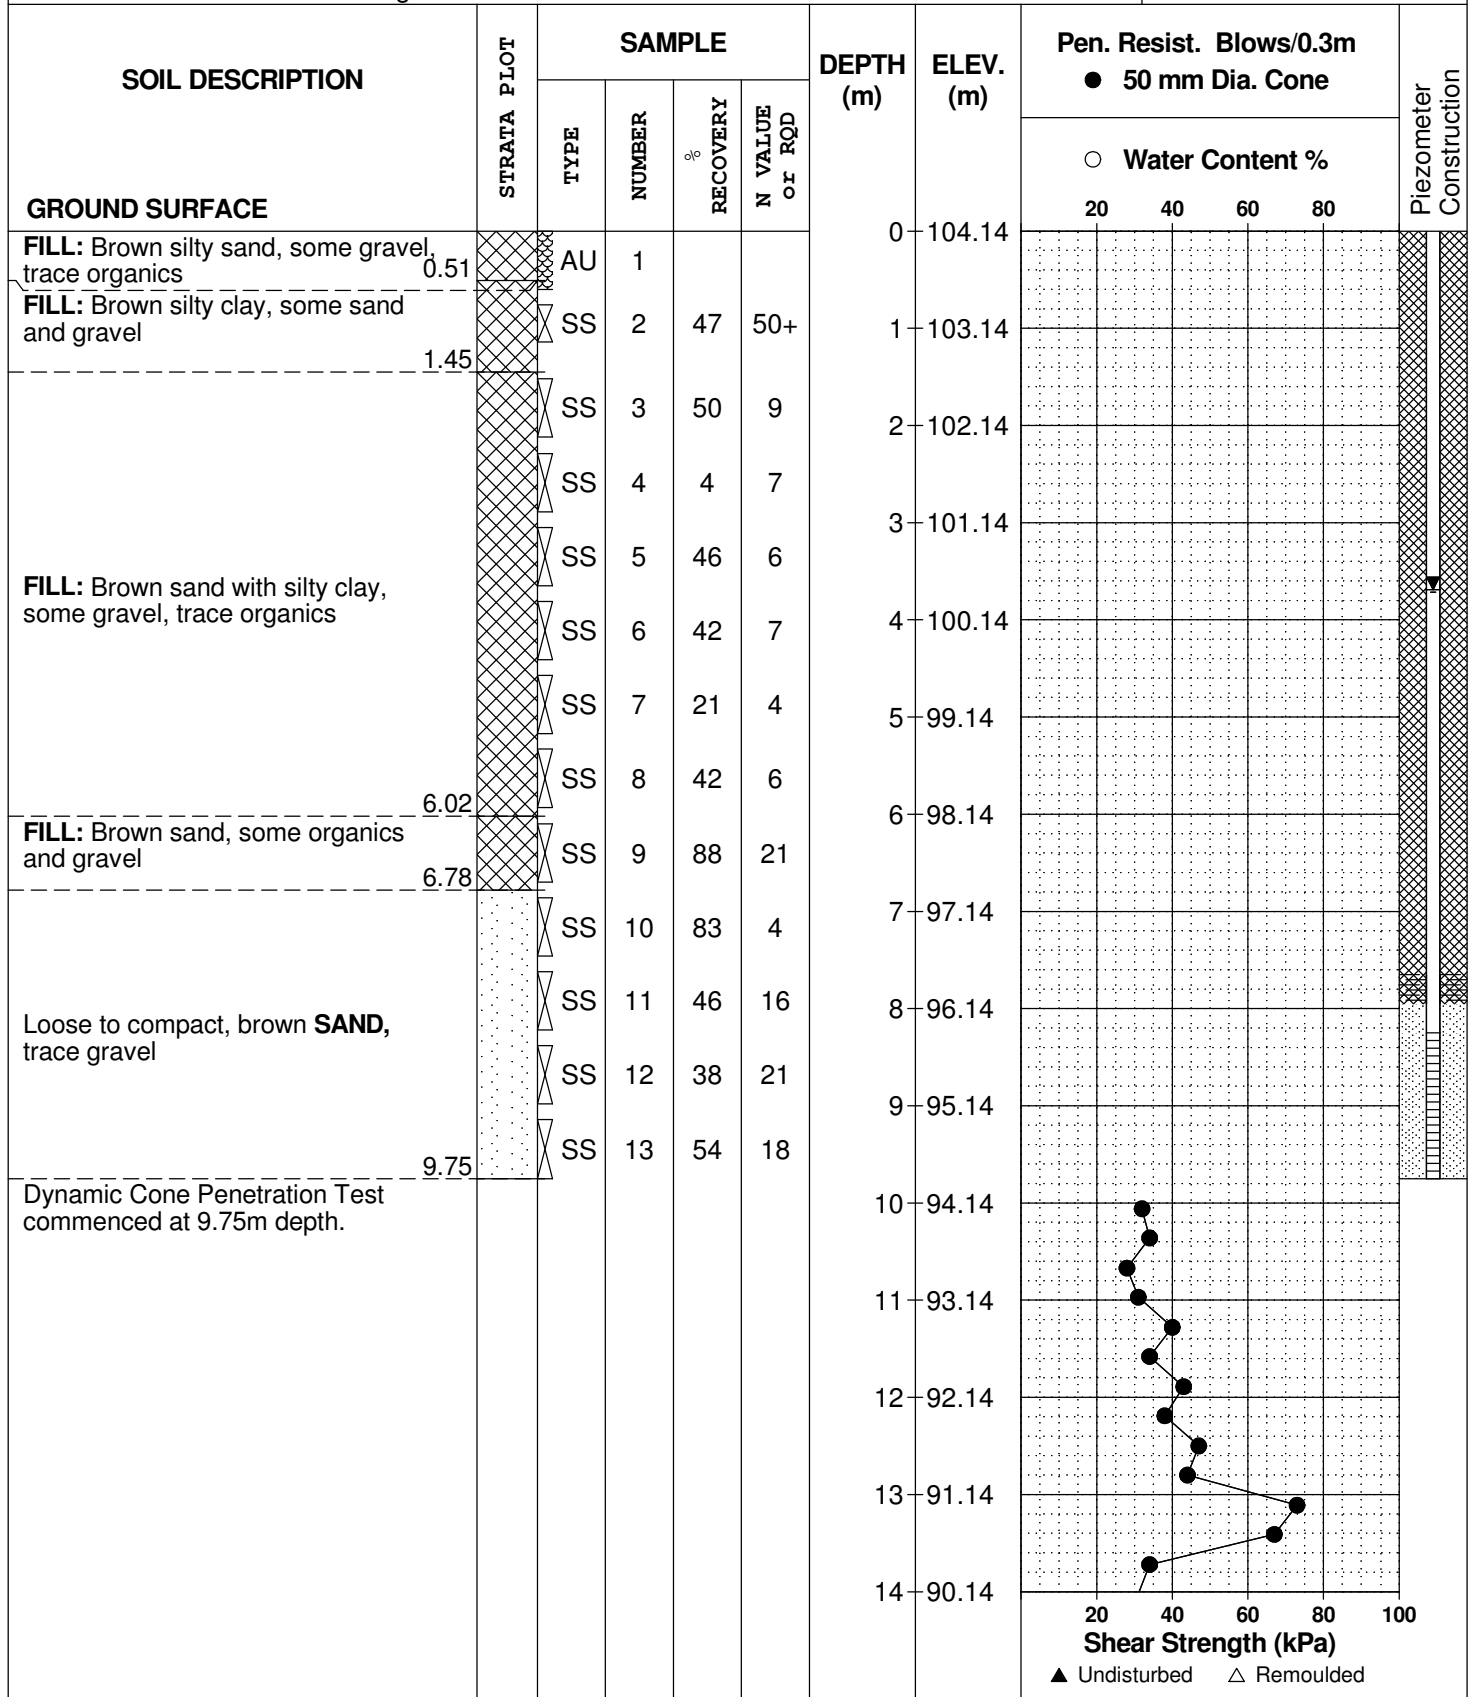 SOIL DESCRIPTION
GROUND SURFACE
STRATA PLOT
SAMPLE
TYPE
NUMBER
% RECOVERY
N VALUE or RQD
DEPTH (m)
ELEV. (m)
Pen. Resist. Blows/0.3m
● 50 mm Dia. Cone
○ Water Content %
20 40 60 80
Piezometer Construction
0 104.14
FILL: Brown silty sand, some gravel,
trace organics 0.51
AU 1
FILL: Brown silty clay, some sand
and gravel
1.45
SS 2 47 50+
1 103.14
SS 3 50 9
2 102.14
SS 4 4 7
3 101.14
SS 5 46 6
FILL: Brown sand with silty clay,
some gravel, trace organics
SS 6 42 7
4 100.14
SS 7 21 4
5 99.14
SS 8 42 6
6.02
6 98.14
FILL: Brown sand, some organics
and gravel
6.78
SS 9 88 21
7 97.14
SS 10 83 4
SS 11 46 16
8 96.14
Loose to compact, brown SAND,
trace gravel
SS 12 38 21
9 95.14
SS 13 54 18
9.75
Dynamic Cone Penetration Test
commenced at 9.75m depth.
10 94.14
11 93.14
12 92.14
13 91.14
14 90.14
20 40 60 80 100
Shear Strength (kPa)
▲ Undisturbed △ Remoulded